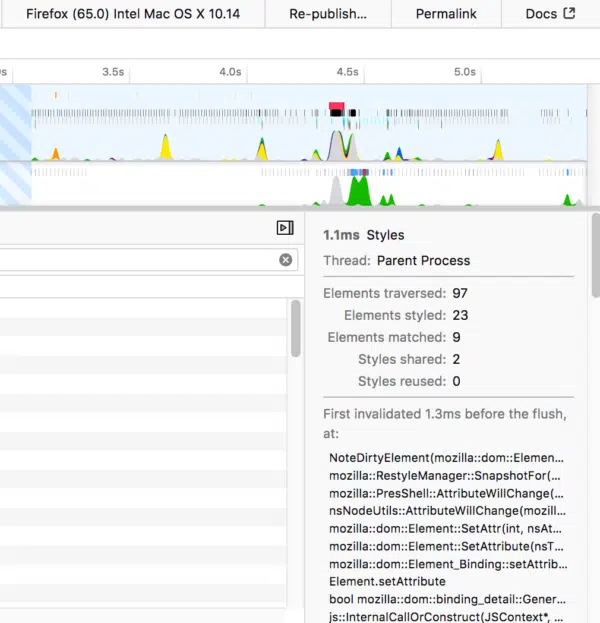 Firefox (65.0) Intel Mac OS X 10.14 Re-publish... Permalink Docs
3.5s 4.0s 4.5s 5.0s
1.1ms Styles
Thread: Parent Process
Elements traversed: 97
Elements styled: 23
Elements matched: 9
Styles shared: 2
Styles reused: 0
First invalidated 1.3ms before the flush,
at:
NoteDirtyElement(mozilla::dom::Elemen...
mozilla::RestyleManager::SnapshotFor(...
mozilla::PresShell::AttributeWillChange(...
nsNodeUtils::AttributeWillChange(mozill...
mozilla::dom::Element::SetAttr(int, nsAt...
mozilla::dom::Element::SetAttribute(nsT...
mozilla::dom::Element_Binding::setAttrib...
Element.setAttribute
bool mozilla::dom::binding_detail::Gener...
js::InternalCallOrConstruct(JSContext*, ...